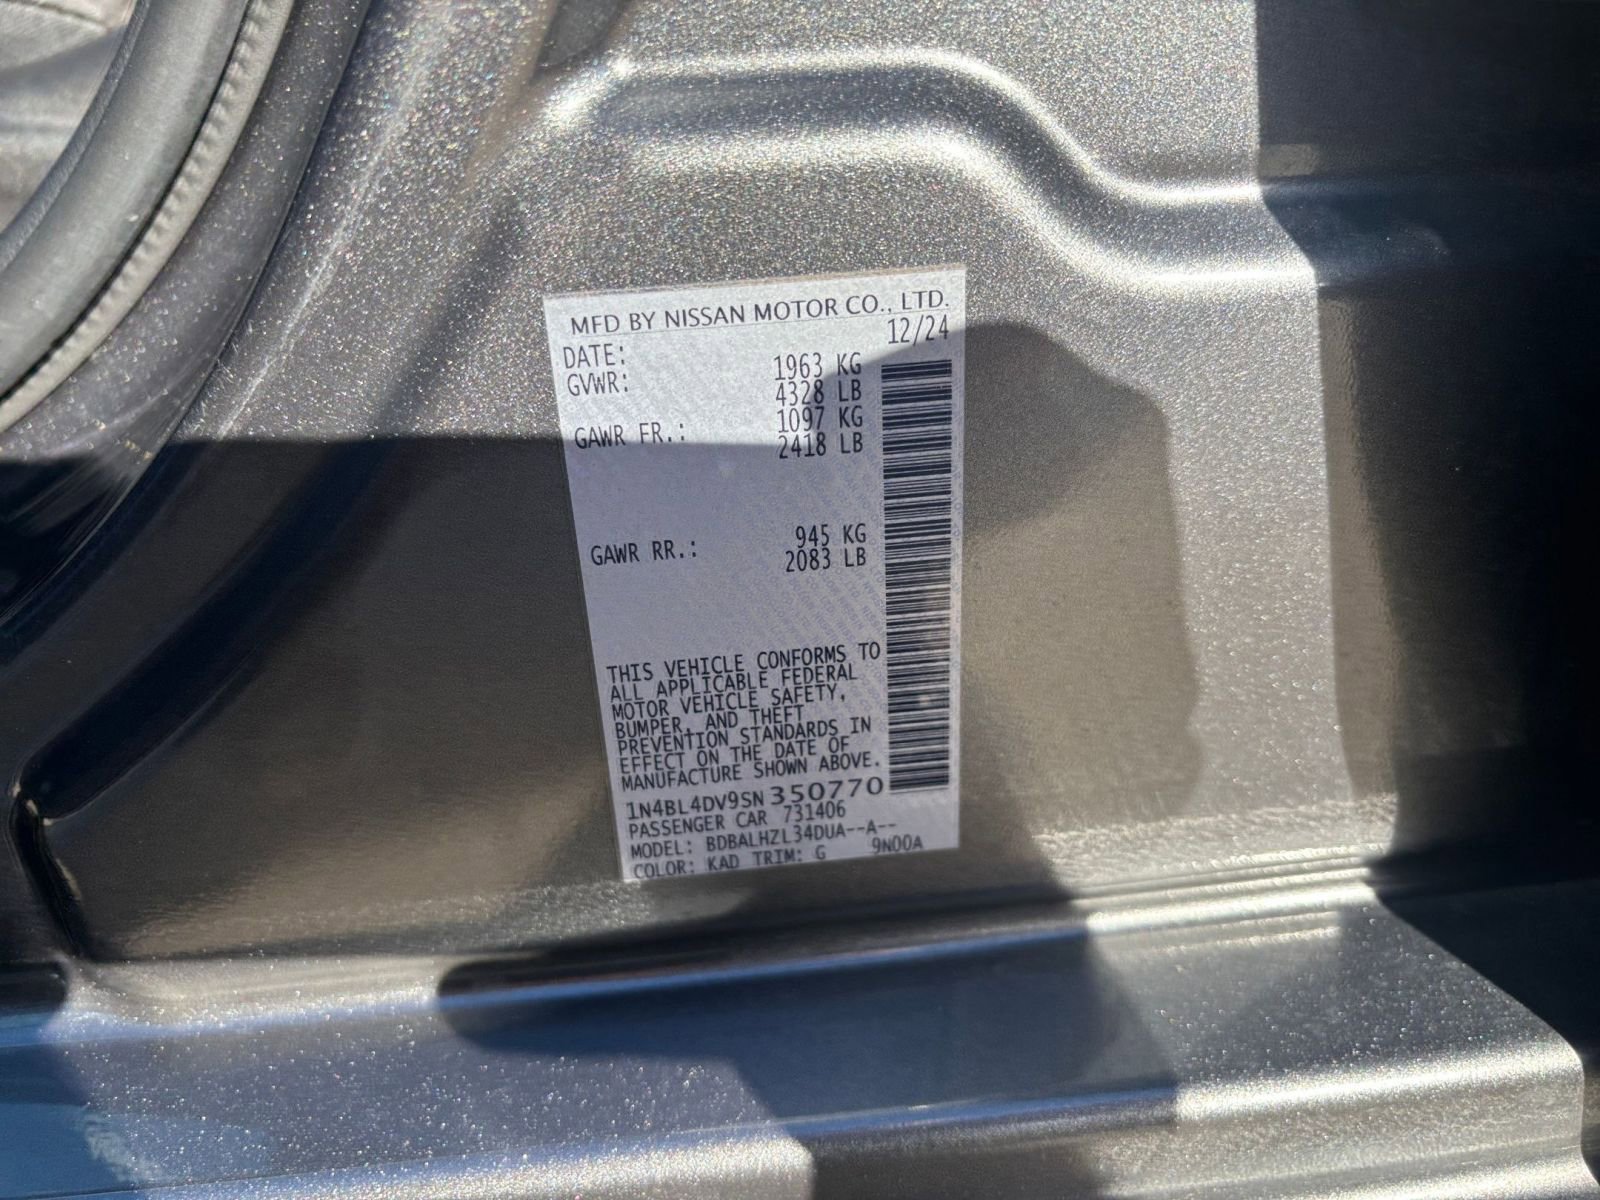 MFD BY NISSAN MOTOR CO., LTD.
DATE: 12/24
GVWR: 1963 KG
4328 LB
GAWR FR.: 1097 KG
2418 LB
GAWR RR.: 945 KG
2083 LB
THIS VEHICLE CONFORMS TO
ALL APPLICABLE FEDERAL
MOTOR VEHICLE SAFETY,
BUMPER, AND THEFT
PREVENTION STANDARDS IN
EFFECT ON THE DATE OF
MANUFACTURE SHOWN ABOVE.
1N4BL4DV9SN350770
PASSENGER CAR 731406
MODEL: BDBALHZL34DUA--A--
COLOR: KAD TRIM: G 9N00A